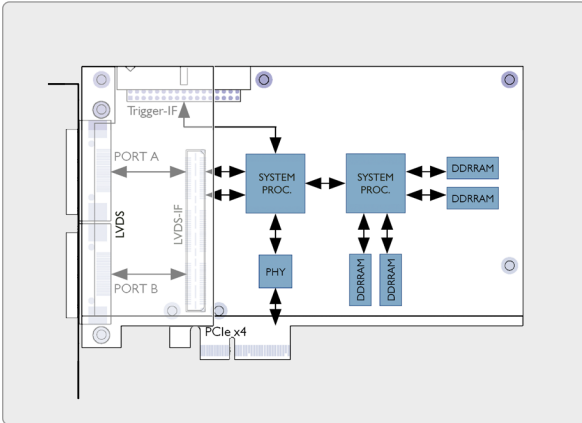 Trigger-IF
PORT A
LVDS
LVDS-IF
SYSTEM
PROC.
SYSTEM
PROC.
DDRRAM
DDRRAM
PHY
DDRRAM
DDRRAM
PORT B
PCIe x4